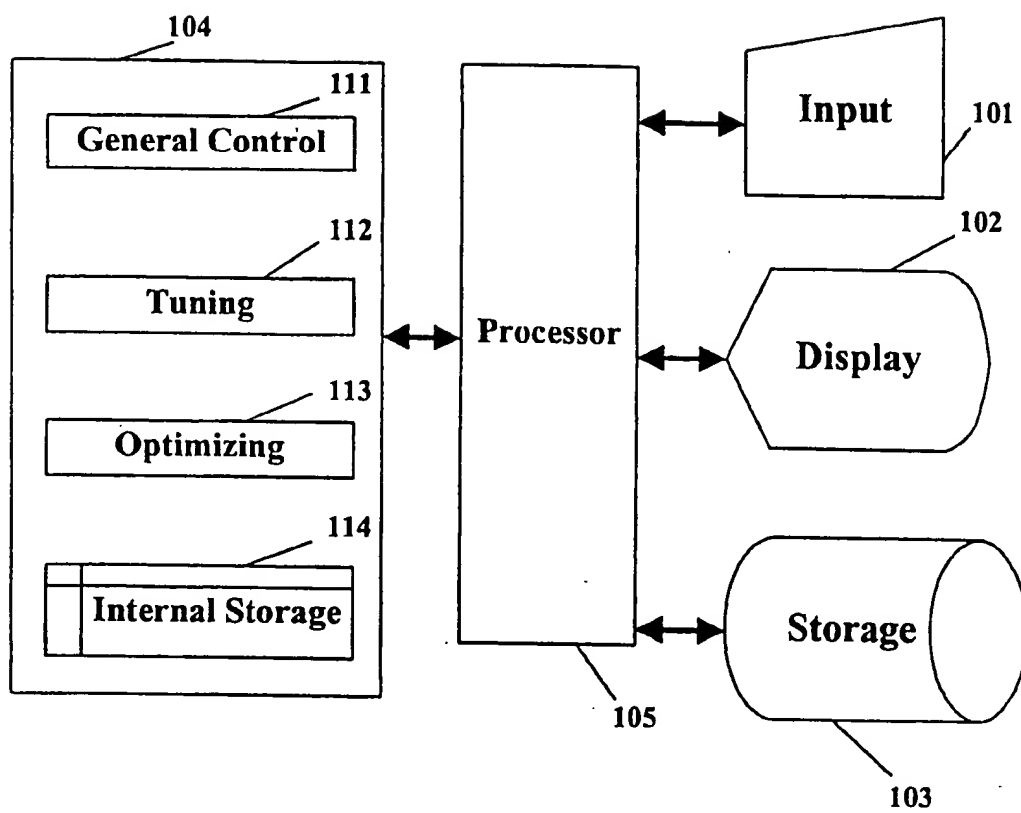 104
111
General Control
112
Tuning
113
Optimizing
114
Internal Storage
Processor
105
Input
101
102
Display
Storage
103